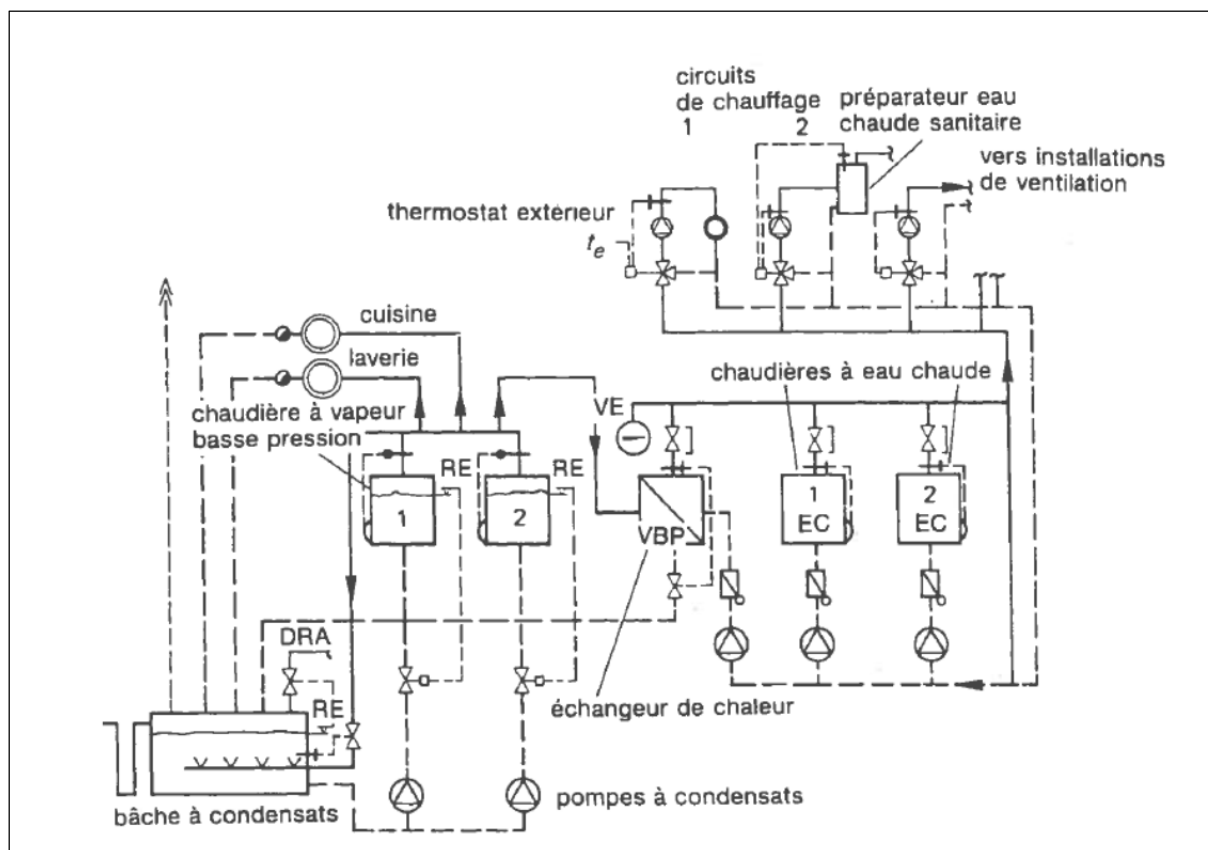 circuits
de chauffage
1 2
préparateur eau
chaude sanitaire
vers installations
de ventilation
thermostat extérieur
te
cuisine
laverie
chaudière à vapeur
basse pression
RE
RE
1
2
VE
chaudières à eau chaude
VBP
1
EC
2
EC
DRA
RE
échangeur de chaleur
bâche à condensats
pompes à condensats